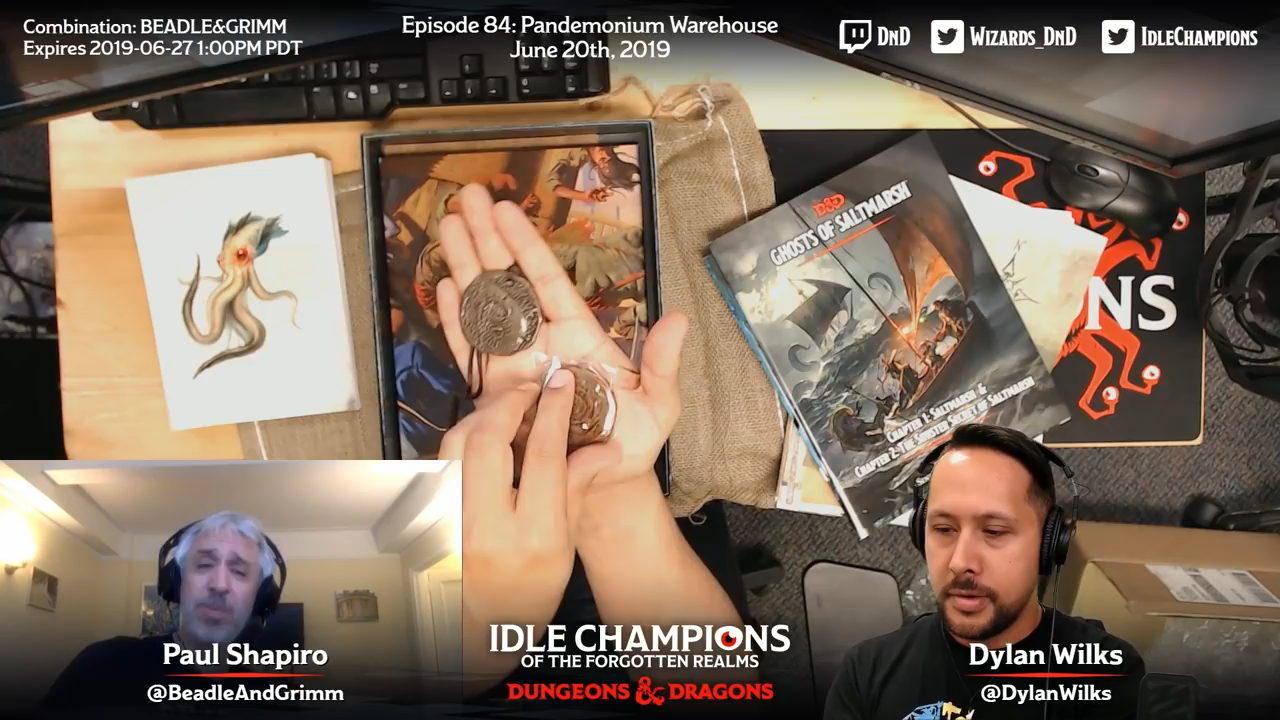 Combination: BEADLE&GRIMM
Expires 2019-06-27 1:00PM PDT
Episode 84: Pandemonium Warehouse
June 20th, 2019
DND
WIZARDS_DND
IDLECHAMPIONS
D&D
GHOSTS OF SALTMARSH
CHAPTER 1: SALTMARSH &
CHAPTER 2: THE SINISTER SECRET OF SALTMARSH
NS
Paul Shapiro
@BeadleAndGrimm
IDLE CHAMPIONS
OF THE FORGOTTEN REALMS
DUNGEONS & DRAGONS
Dylan Wilks
@DylanWilks